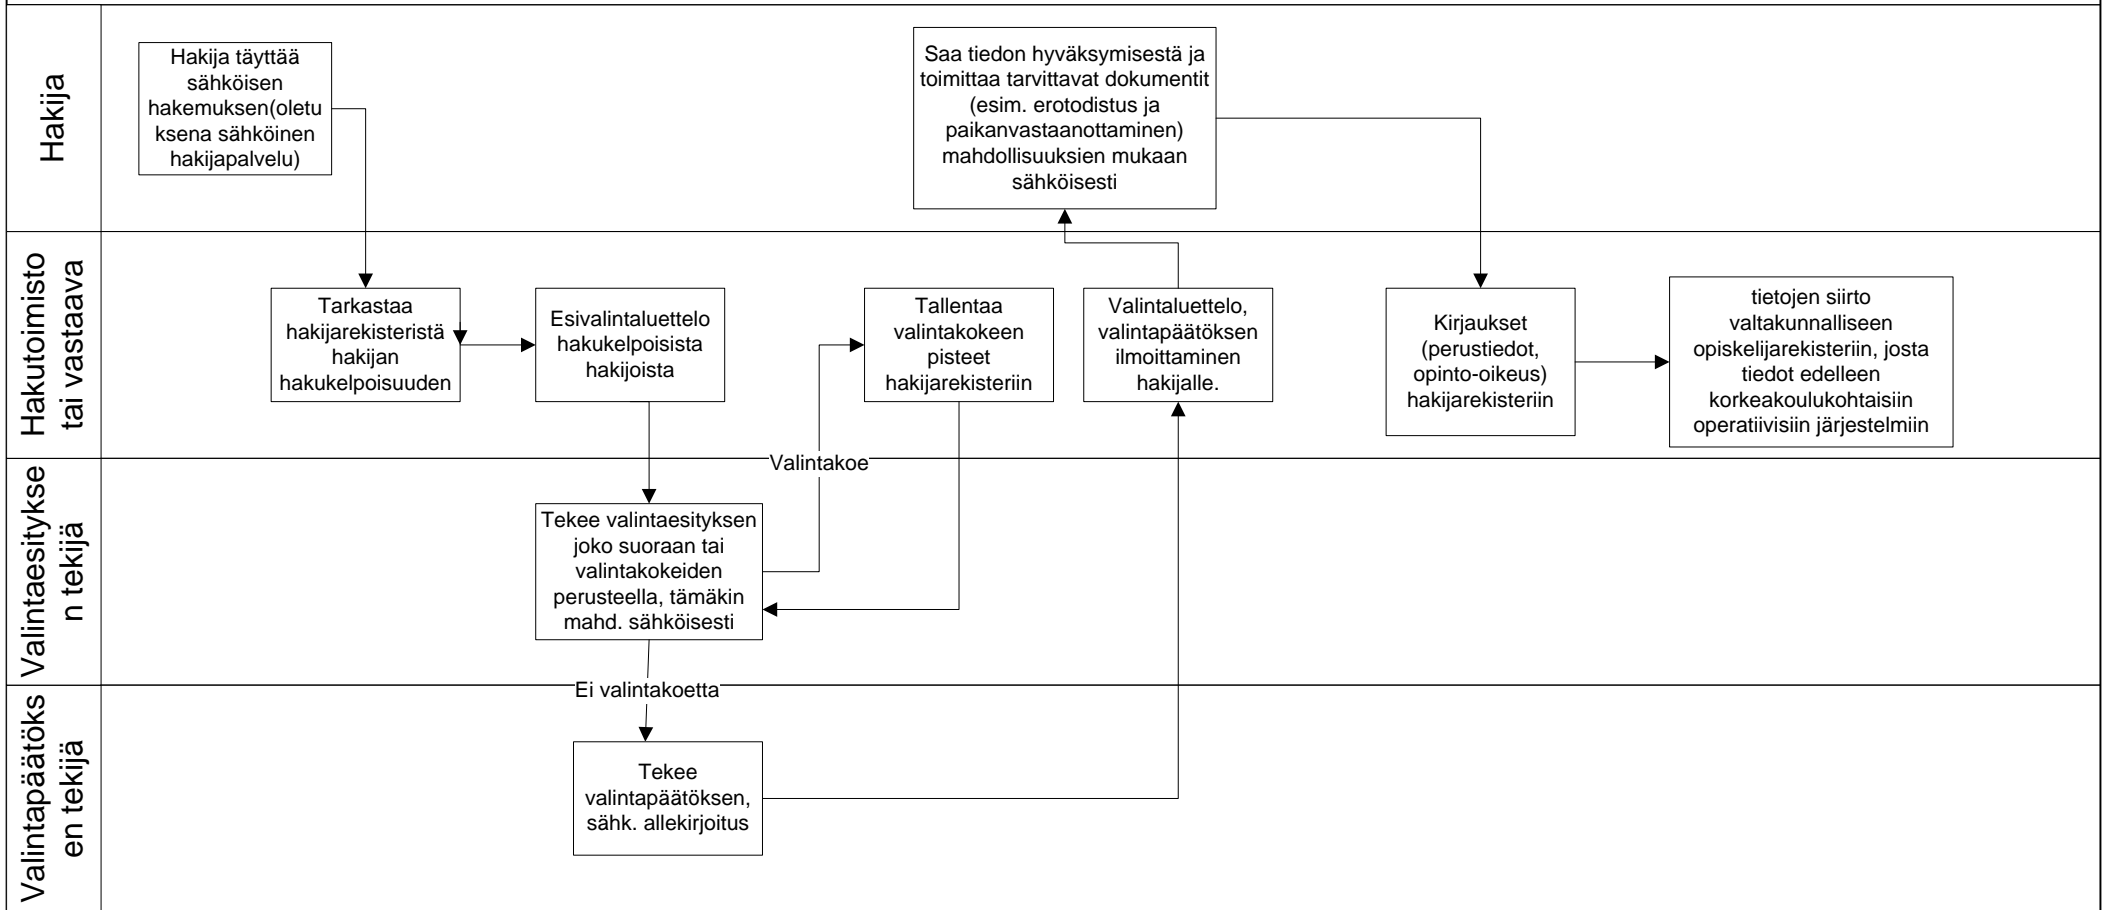 Hakija
Hakija täyttää
sähköisen
hakemuksen(oletu
ksena sähköinen
hakijapalvelu)
Saa tiedon hyväksymisestä ja
toimittaa tarvittavat dokumentit
(esim. erotodistus ja
paikanvastaanottaminen)
mahdollisuuksien mukaan
sähköisesti
Hakutoimisto
tai vastaava
Tarkastaa
hakijarekisteristä
hakijan
hakukelpoisuuden
Esivalintaluettelo
hakukelpoisista
hakijoista
Tallentaa
valintakokeen
pisteet
hakijarekisteriin
Valintaluettelo,
valintapäätöksen
ilmoittaminen
hakijalle.
Kirjaukset
(perustiedot,
opinto-oikeus)
hakijarekisteriin
tietojen siirto
valtakunnalliseen
opiskelijarekisteriin, josta
tiedot edelleen
korkeakoulukohtaisiin
operatiivisiin järjestelmiin
Valintakoe
Valintaesitykse
n tekijä
Tekee valintaesityksen
joko suoraan tai
valintakokeiden
perusteella, tämäkin
mahd. sähköisesti
Ei valintakoetta
Valintapäätöks
en tekijä
Tekee
valintapäätöksen,
sähk. allekirjoitus